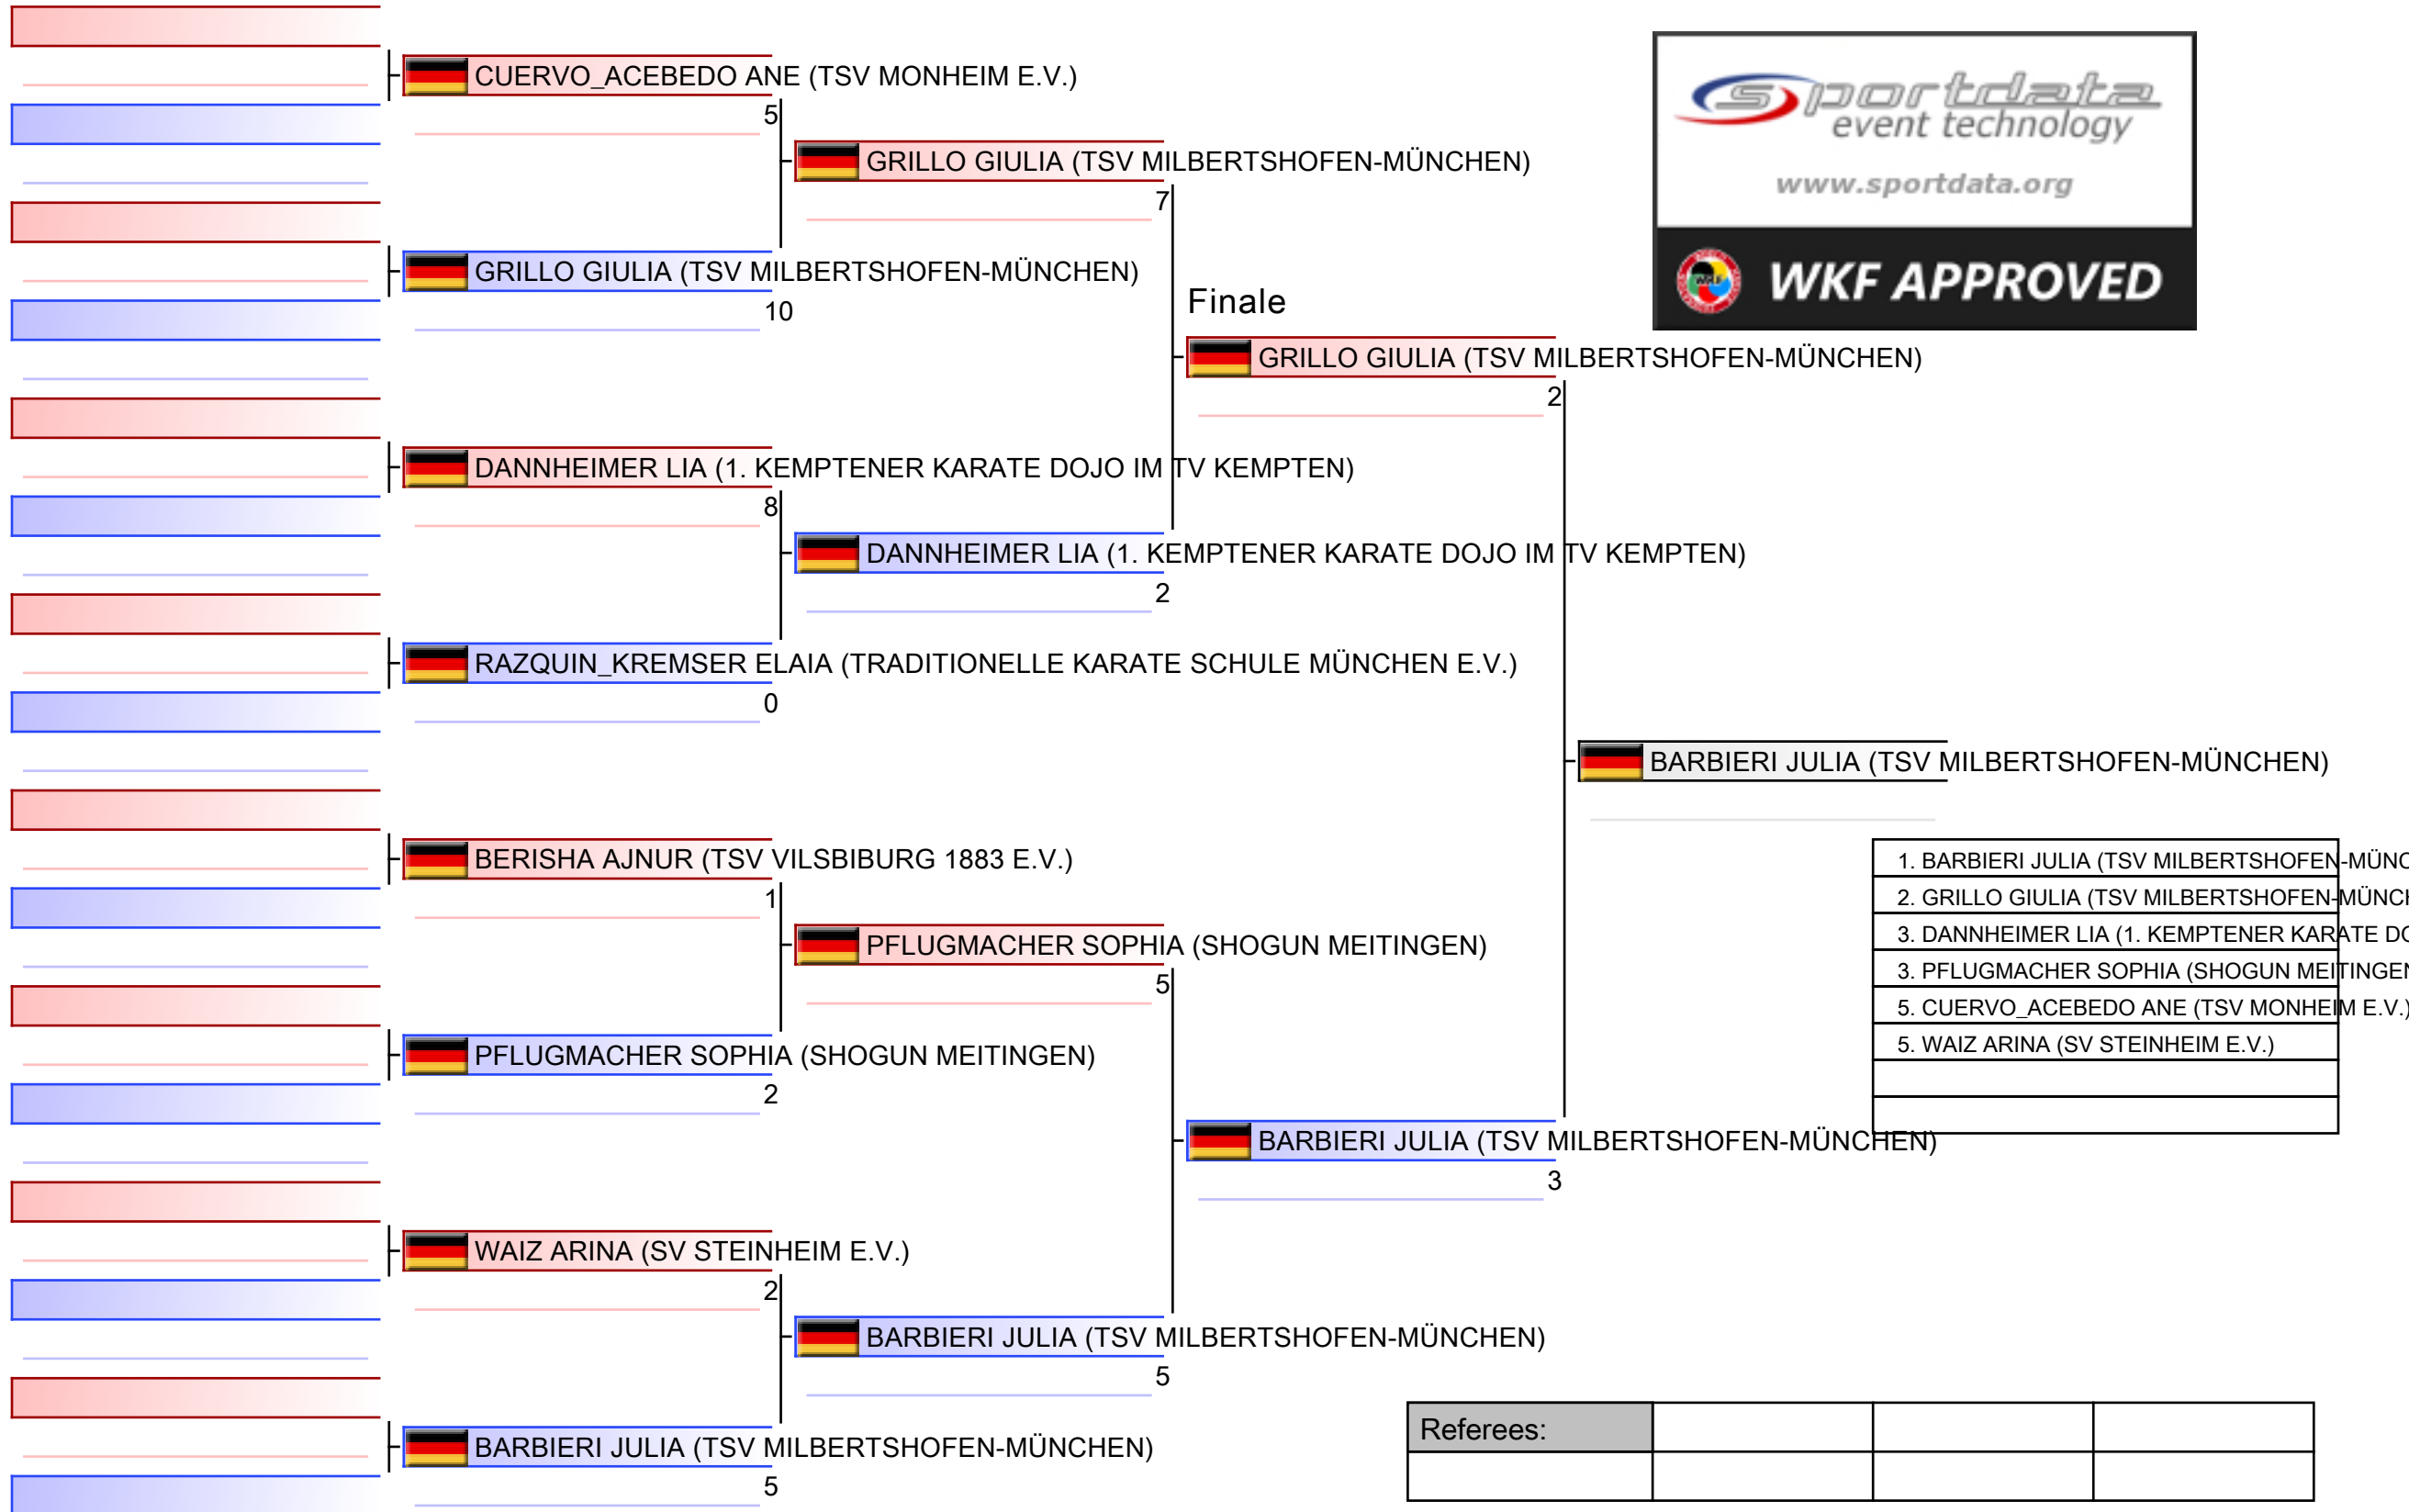 sportdata
event technology
www.sportdata.org
WKF APPROVED
CUERVO_ACEBEDO ANE (TSV MONHEIM E.V.)
5
GRILLO GIULIA (TSV MILBERTSHOFEN-MÜNCHEN)
7
GRILLO GIULIA (TSV MILBERTSHOFEN-MÜNCHEN)
10
Finale
GRILLO GIULIA (TSV MILBERTSHOFEN-MÜNCHEN)
2
DANNHEIMER LIA (1. KEMPTENER KARATE DOJO IM TV KEMPTEN)
8
DANNHEIMER LIA (1. KEMPTENER KARATE DOJO IM TV KEMPTEN)
2
RAZQUIN_KREMSER ELAIA (TRADITIONELLE KARATE SCHULE MÜNCHEN E.V.)
0
BARBIERI JULIA (TSV MILBERTSHOFEN-MÜNCHEN)
BERISHA AJNUR (TSV VILSBIBURG 1883 E.V.)
1
PFLUGMACHER SOPHIA (SHOGUN MEITINGEN)
5
PFLUGMACHER SOPHIA (SHOGUN MEITINGEN)
2
BARBIERI JULIA (TSV MILBERTSHOFEN-MÜNCHEN)
3
WAIZ ARINA (SV STEINHEIM E.V.)
2
BARBIERI JULIA (TSV MILBERTSHOFEN-MÜNCHEN)
5
BARBIERI JULIA (TSV MILBERTSHOFEN-MÜNCHEN)
5
1. BARBIERI JULIA (TSV MILBERTSHOFEN-MÜNC
2. GRILLO GIULIA (TSV MILBERTSHOFEN-MÜNCH
3. DANNHEIMER LIA (1. KEMPTENER KARATE DO
3. PFLUGMACHER SOPHIA (SHOGUN MEITINGEN
5. CUERVO_ACEBEDO ANE (TSV MONHEIM E.V.)
5. WAIZ ARINA (SV STEINHEIM E.V.)
Referees: